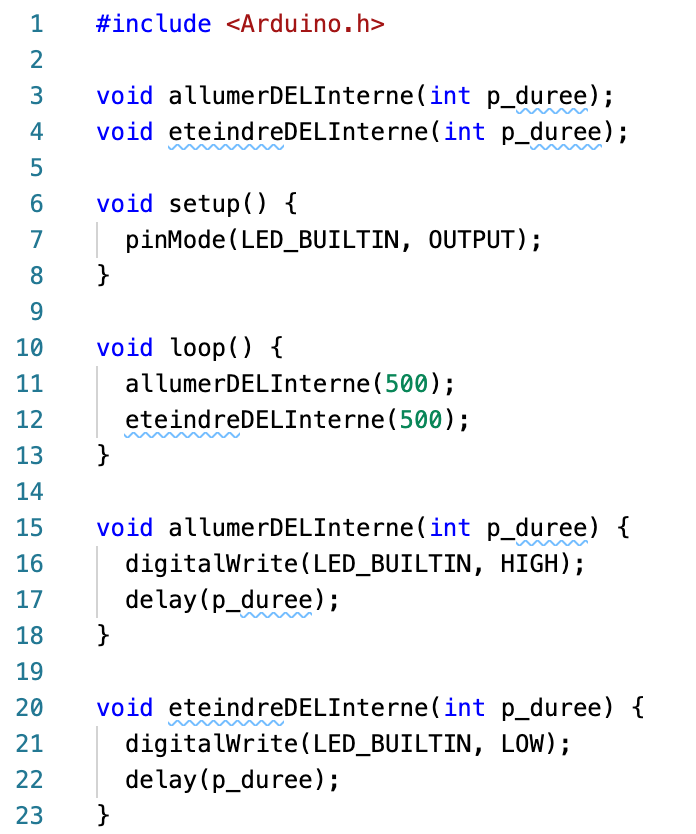 1 #include <Arduino.h>
2
3 void allumerDELInterne(int p_duree);
4 void eteindreDELInterne(int p_duree);
5
6 void setup() {
7 pinMode(LED_BUILTIN, OUTPUT);
8 }
9
10 void loop() {
11 allumerDELInterne(500);
12 eteindreDELInterne(500);
13 }
14
15 void allumerDELInterne(int p_duree) {
16 digitalWrite(LED_BUILTIN, HIGH);
17 delay(p_duree);
18 }
19
20 void eteindreDELInterne(int p_duree) {
21 digitalWrite(LED_BUILTIN, LOW);
22 delay(p_duree);
23 }